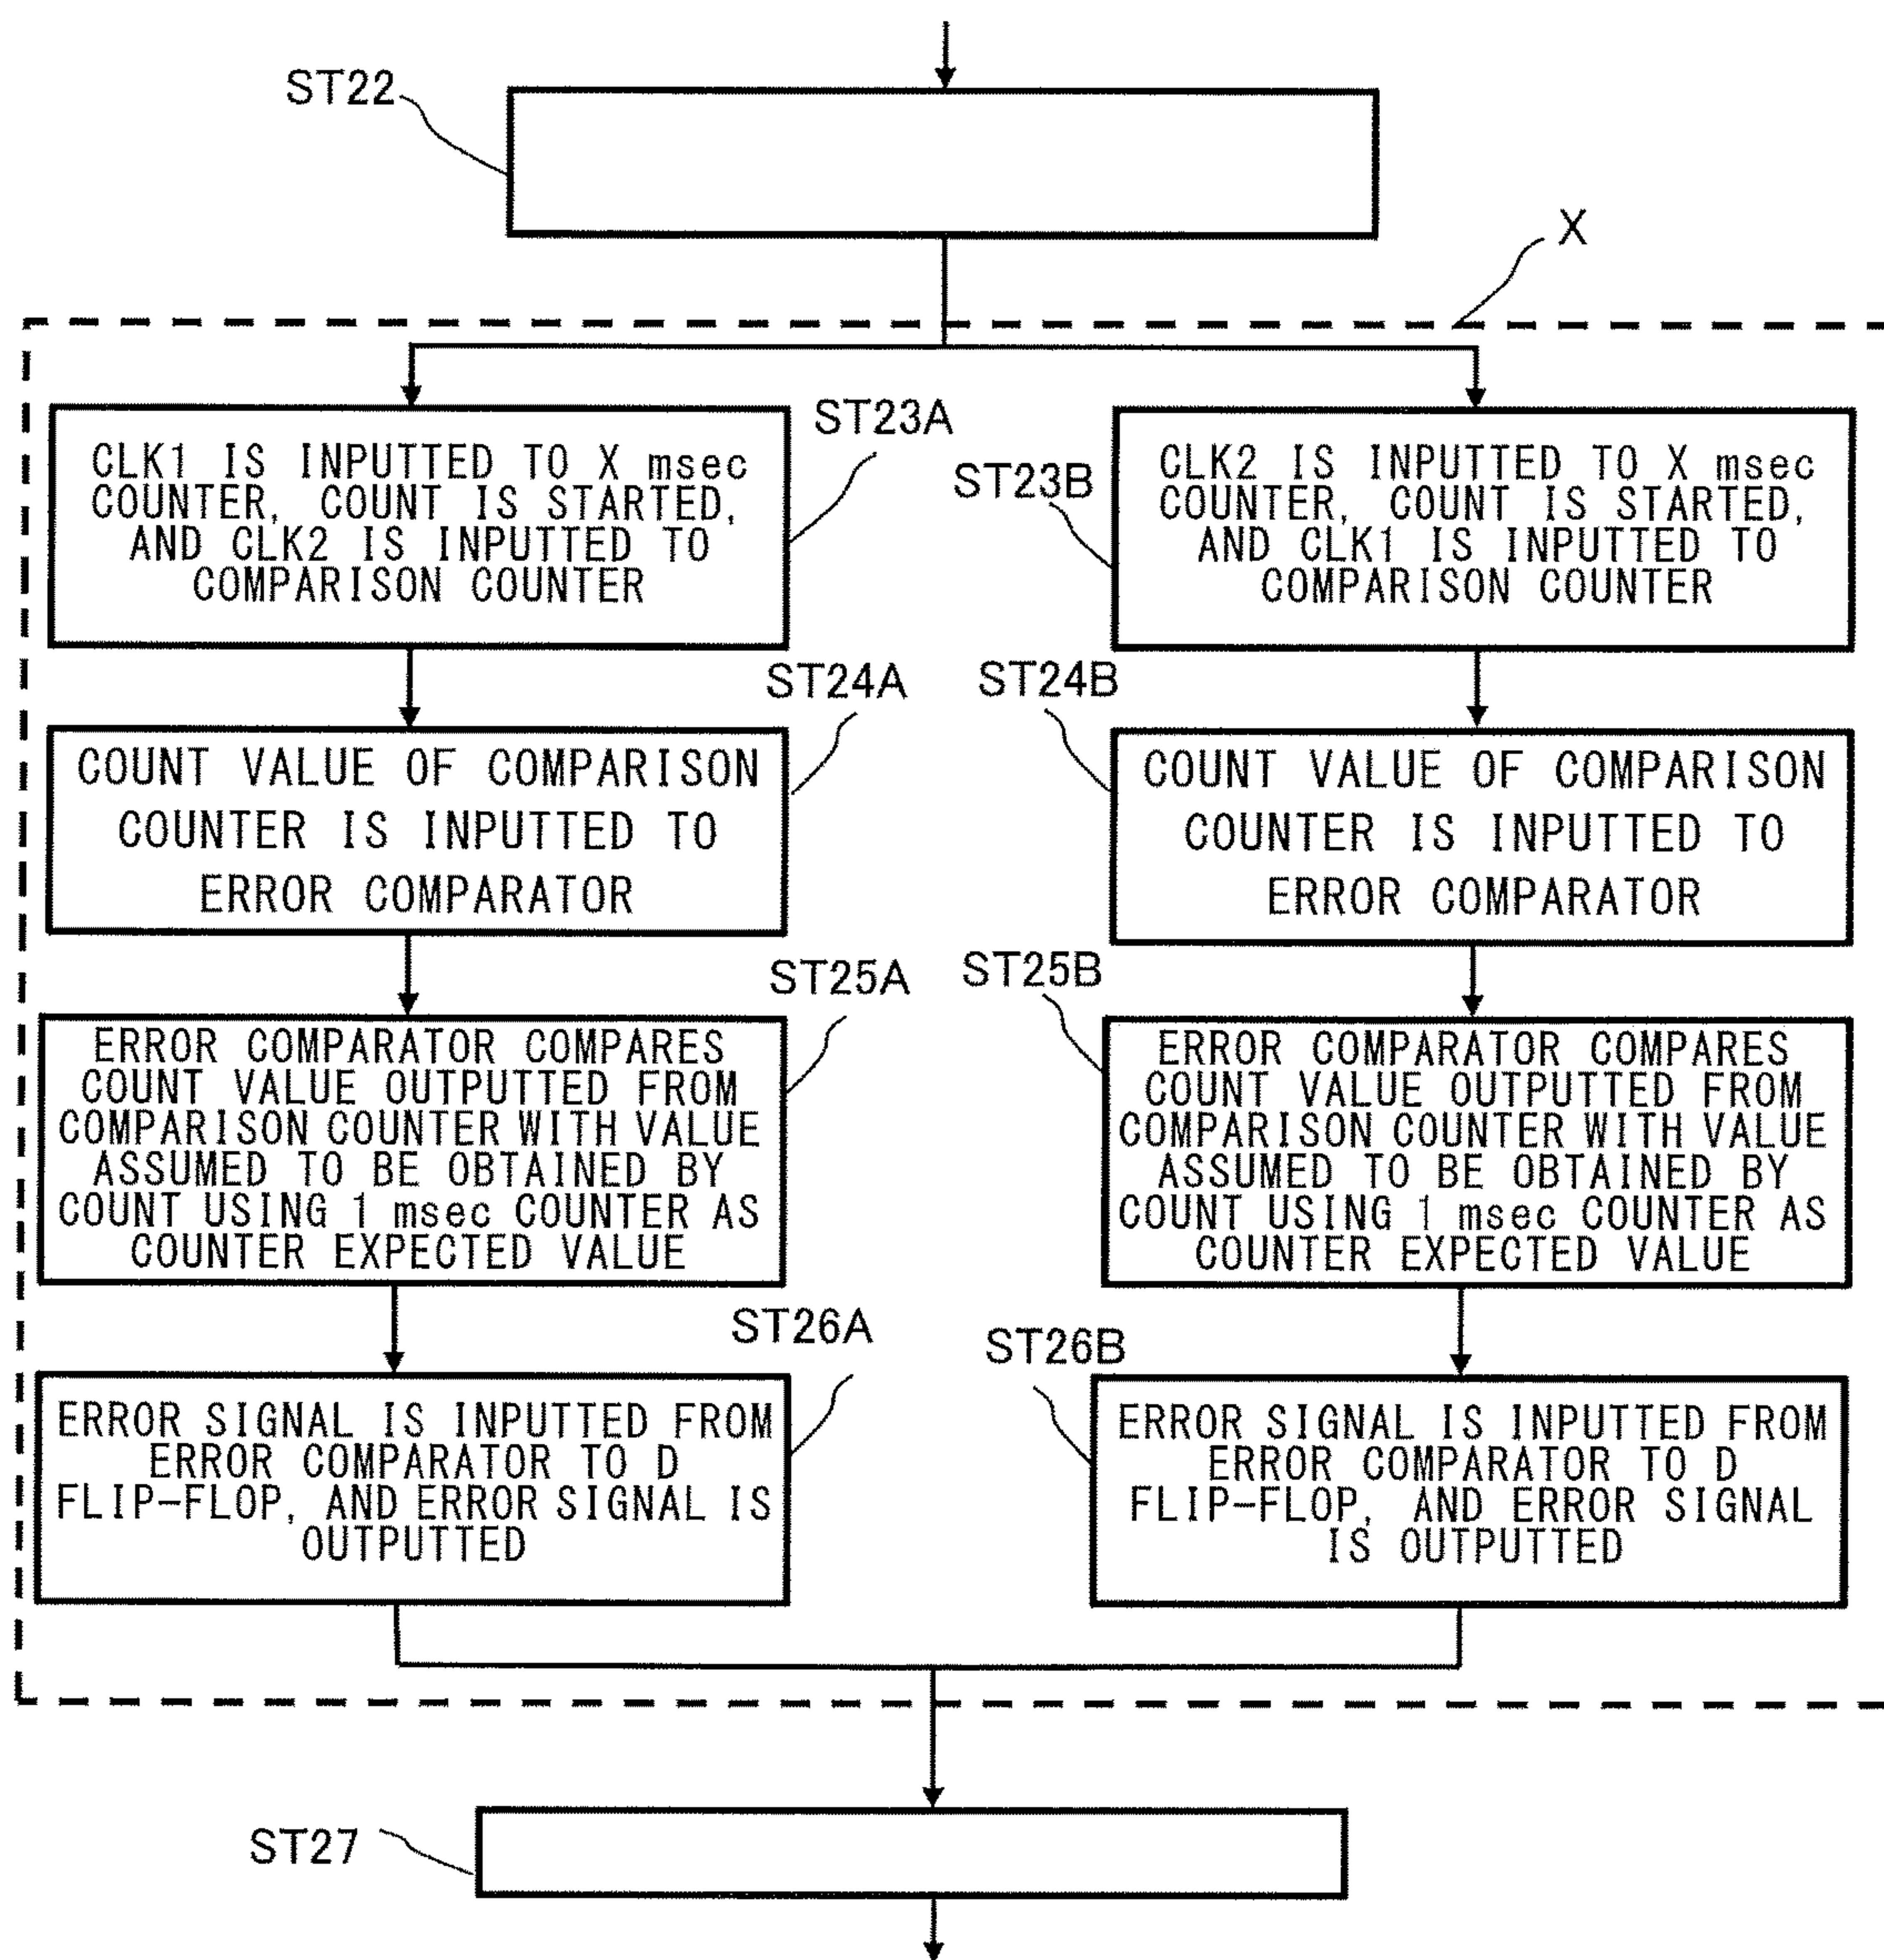 ST22
X
CLK1 IS INPUTTED TO X msec
COUNTER, COUNT IS STARTED,
AND CLK2 IS INPUTTED TO
COMPARISON COUNTER
ST23A
ST23B
CLK2 IS INPUTTED TO X msec
COUNTER, COUNT IS STARTED,
AND CLK1 IS INPUTTED TO
COMPARISON COUNTER
ST24A
ST24B
COUNT VALUE OF COMPARISON
COUNTER IS INPUTTED TO
ERROR COMPARATOR
COUNT VALUE OF COMPARISON
COUNTER IS INPUTTED TO
ERROR COMPARATOR
ST25A
ST25B
ERROR COMPARATOR COMPARES
COUNT VALUE OUTPUTTED FROM
COMPARISON COUNTER WITH VALUE
ASSUMED TO BE OBTAINED BY
COUNT USING 1 msec COUNTER AS
COUNTER EXPECTED VALUE
ERROR COMPARATOR COMPARES
COUNT VALUE OUTPUTTED FROM
COMPARISON COUNTER WITH VALUE
ASSUMED TO BE OBTAINED BY
COUNT USING 1 msec COUNTER AS
COUNTER EXPECTED VALUE
ST26A
ST26B
ERROR SIGNAL IS INPUTTED FROM
ERROR COMPARATOR TO D
FLIP-FLOP, AND ERROR SIGNAL IS
OUTPUTTED
ERROR SIGNAL IS INPUTTED FROM
ERROR COMPARATOR TO D
FLIP-FLOP, AND ERROR SIGNAL
IS OUTPUTTED
ST27